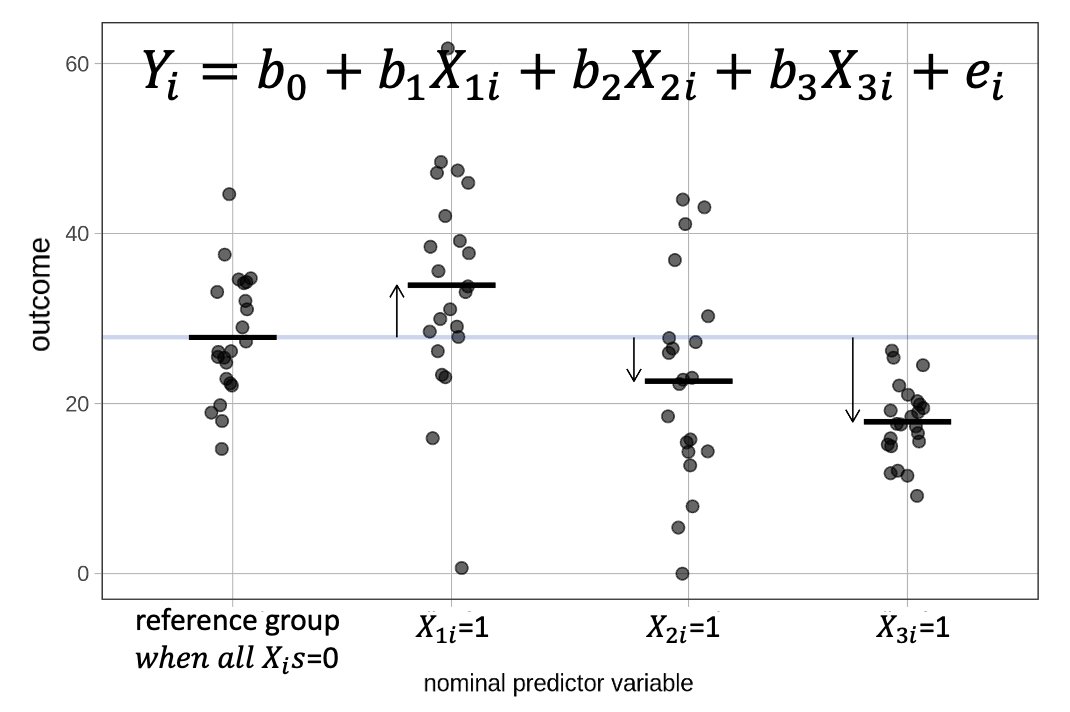 Yᵢ = b₀ + b₁X₁ᵢ + b₂X₂ᵢ + b₃X₃ᵢ + eᵢ
60
40
20
0
outcome
reference group
when all Xᵢs=0
X₁ᵢ=1
X₂ᵢ=1
X₃ᵢ=1
nominal predictor variable